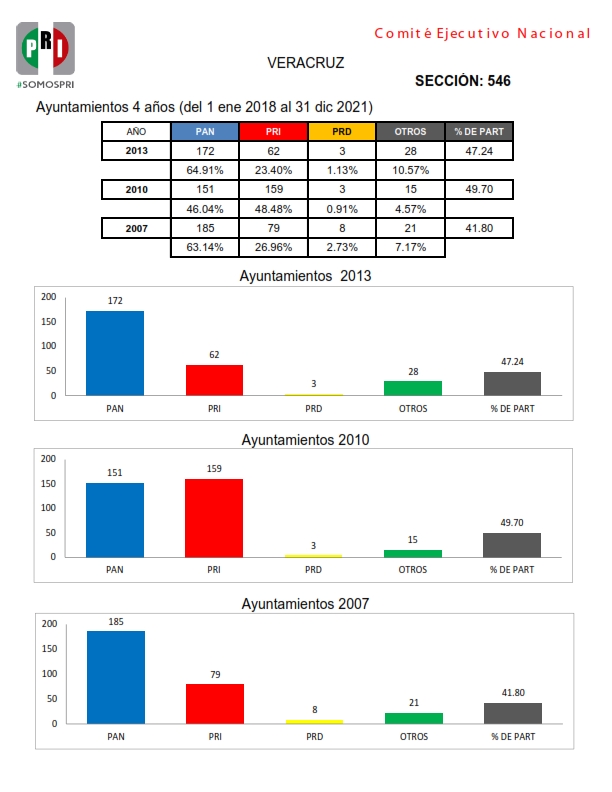 PRI
Comité Ejecutivo Nacional
#SOMOSPRI
VERACRUZ
SECCIÓN: 546
Ayuntamientos 4 años (del 1 ene 2018 al 31 dic 2021)
AÑO PAN PRI PRD OTROS % DE PART
2013 172 62 3 28 47.24
64.91% 23.40% 1.13% 10.57%
2010 151 159 3 15 49.70
46.04% 48.48% 0.91% 4.57%
2007 185 79 8 21 41.80
63.14% 26.96% 2.73% 7.17%
Ayuntamientos 2013
200
150
100
50
0
172 62 3 28 47.24
PAN PRI PRD OTROS % DE PART
Ayuntamientos 2010
200
150
100
50
0
151 159 3 15 49.70
PAN PRI PRD OTROS % DE PART
Ayuntamientos 2007
200
150
100
50
0
185 79 8 21 41.80
PAN PRI PRD OTROS % DE PART